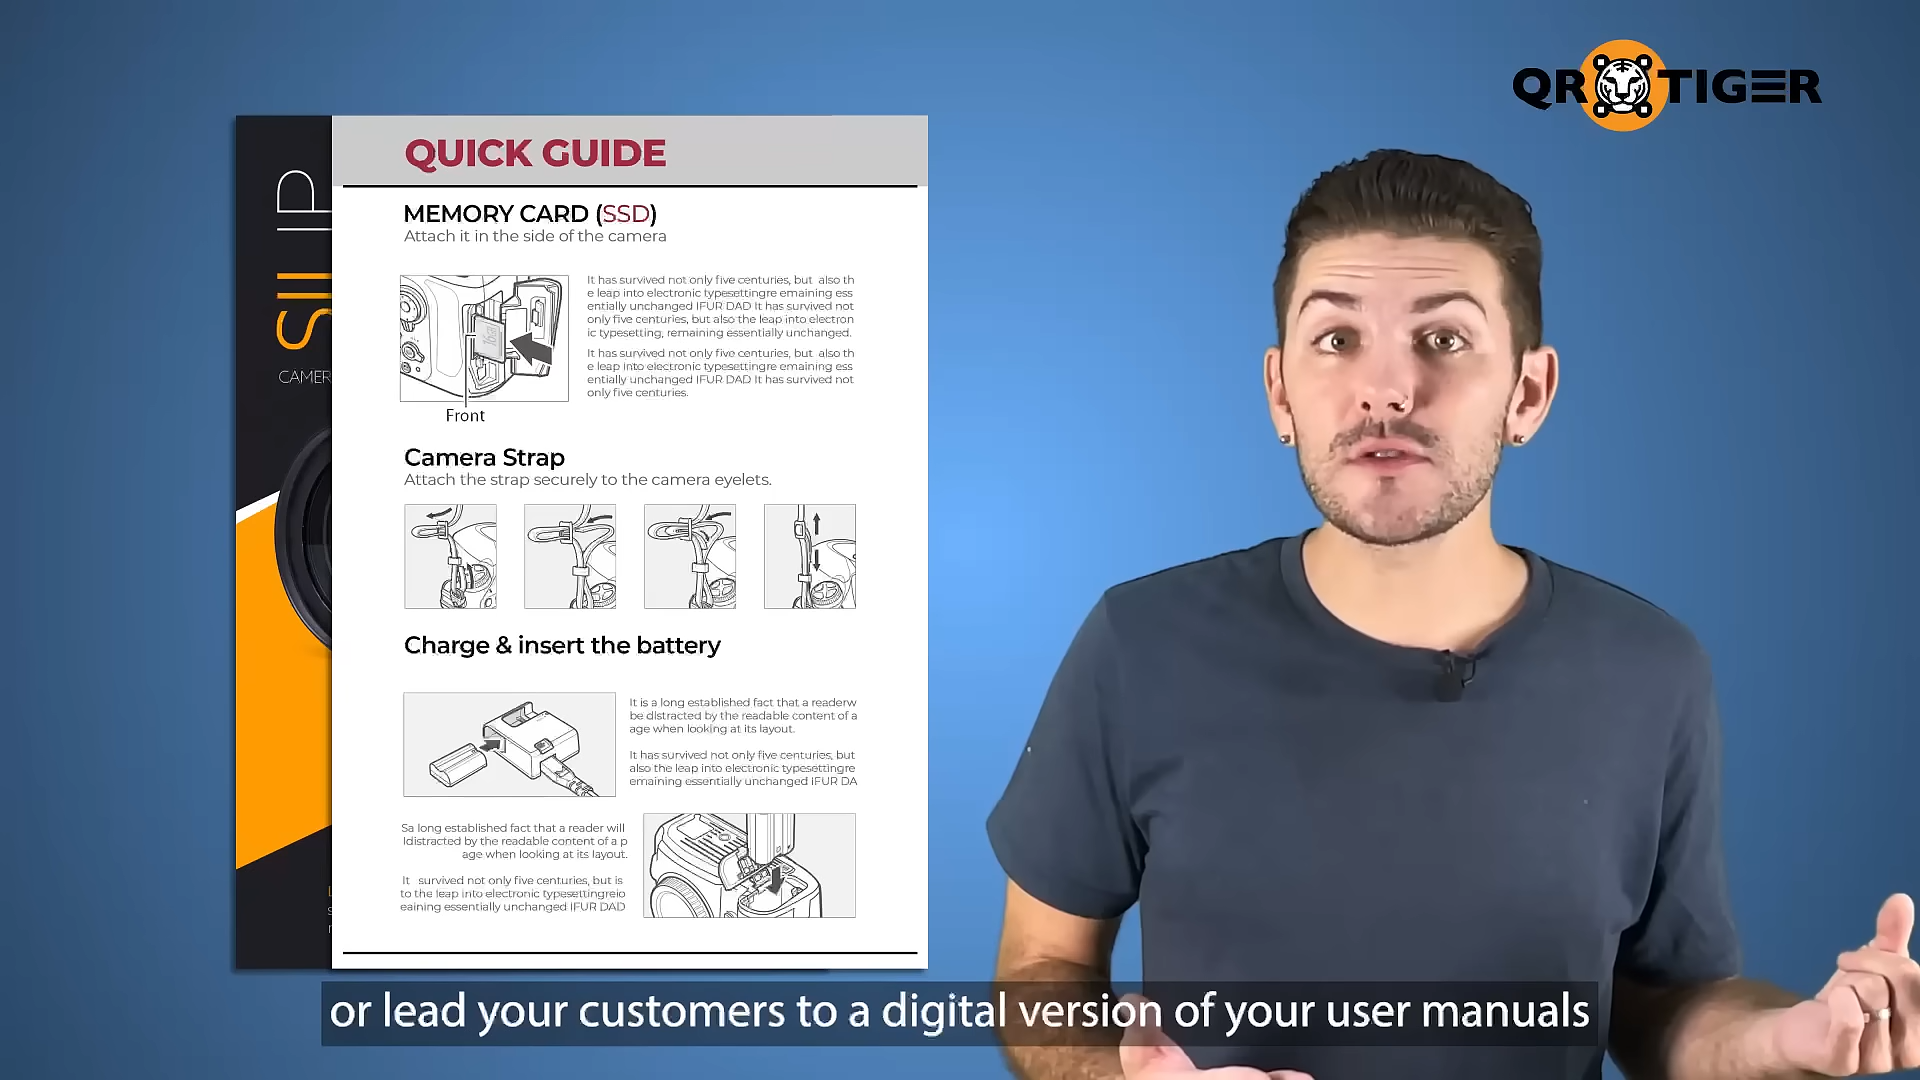 QR TIGER
SILIP
CAMER
QUICK GUIDE
MEMORY CARD (SSD)
Attach it in the side of the camera
It has survived not only five centuries, but also th
e leap into electronic typesettingre emaining ess
entially unchanged IFUR DAD It has survived not
only five centuries, but also the leap into electron
ic typesetting, remaining essentially unchanged.
It has survived not only five centuries, but also th
e leap into electronic typesettingre emaining ess
entially unchanged IFUR DAD It has survived not
only five centuries.
Front
Camera Strap
Attach the strap securely to the camera eyelets.
Charge & insert the battery
It is a long established fact that a readerw
be distracted by the readable content of a
age when looking at its layout.
It has survived not only five centuries, but
also the leap into electronic typesettingre
emaining essentially unchanged IFUR DA
Sa long established fact that a reader will
ldistracted by the readable content of a p
age when looking at its layout.
It survived not only five centuries, but is
to the leap into electronic typesettingreio
eaining essentially unchanged IFUR DAD
or lead your customers to a digital version of your user manuals